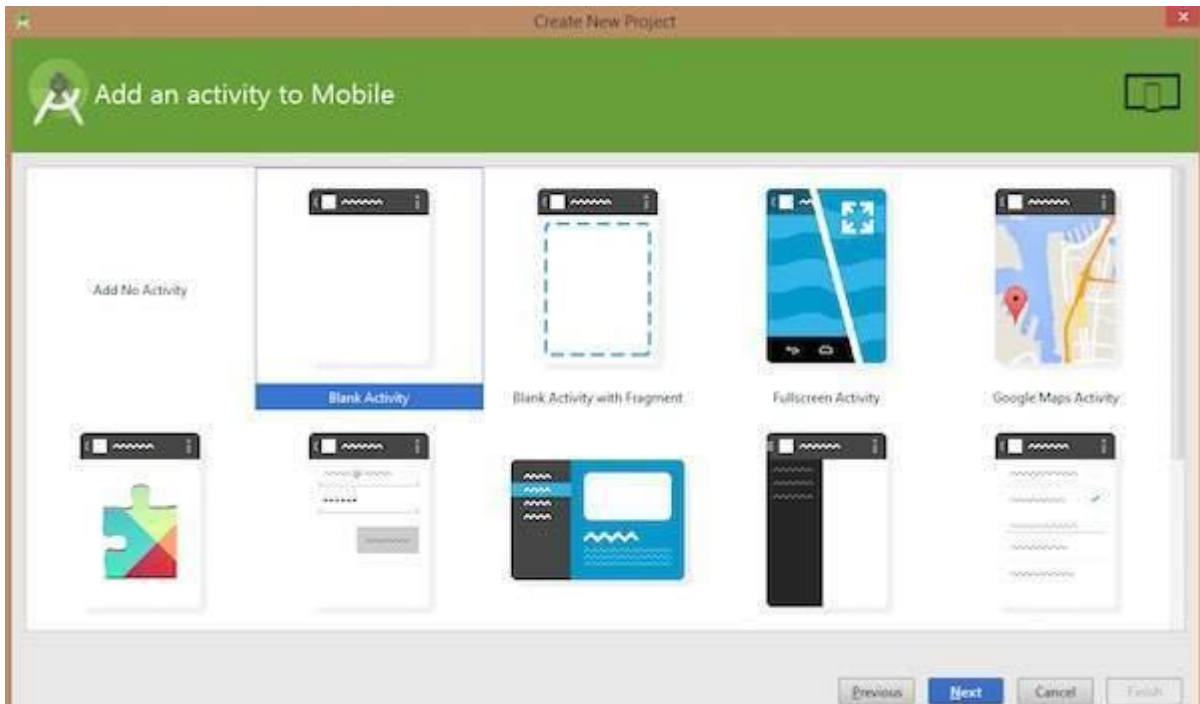 Create New Project
Add an activity to Mobile
Add No Activity
Blank Activity
Blank Activity with Fragment
Fullscreen Activity
Google Maps Activity
Previous
Next
Cancel
Finish